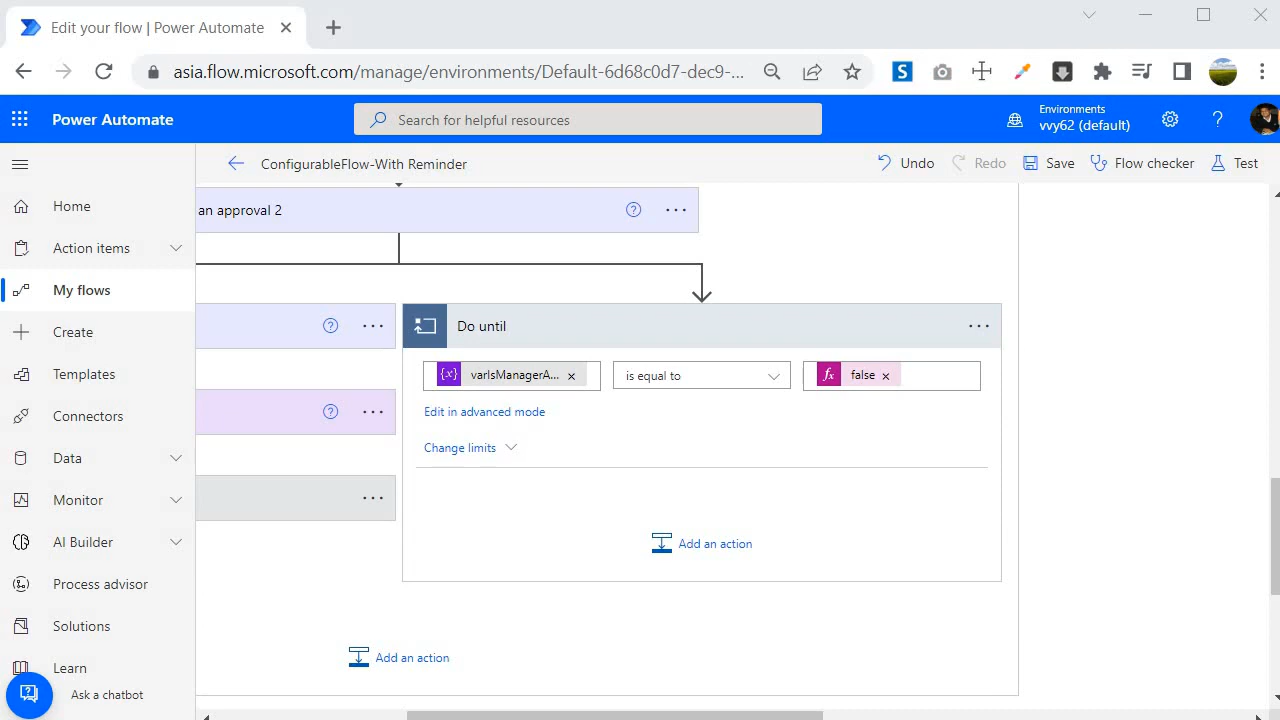 Edit your flow | Power Automate
asia.flow.microsoft.com/manage/environments/Default-6d68c0d7-dec9-...
Power Automate
Search for helpful resources
Environments
vvy62 (default)
ConfigurableFlow-With Reminder
Undo
Redo
Save
Flow checker
Test
Home
Action items
My flows
Create
Templates
Connectors
Data
Monitor
AI Builder
Process advisor
Solutions
Learn
Ask a chatbot
an approval 2
Do until
{x} varIsManagerA...
is equal to
fx false
Edit in advanced mode
Change limits
Add an action
Add an action